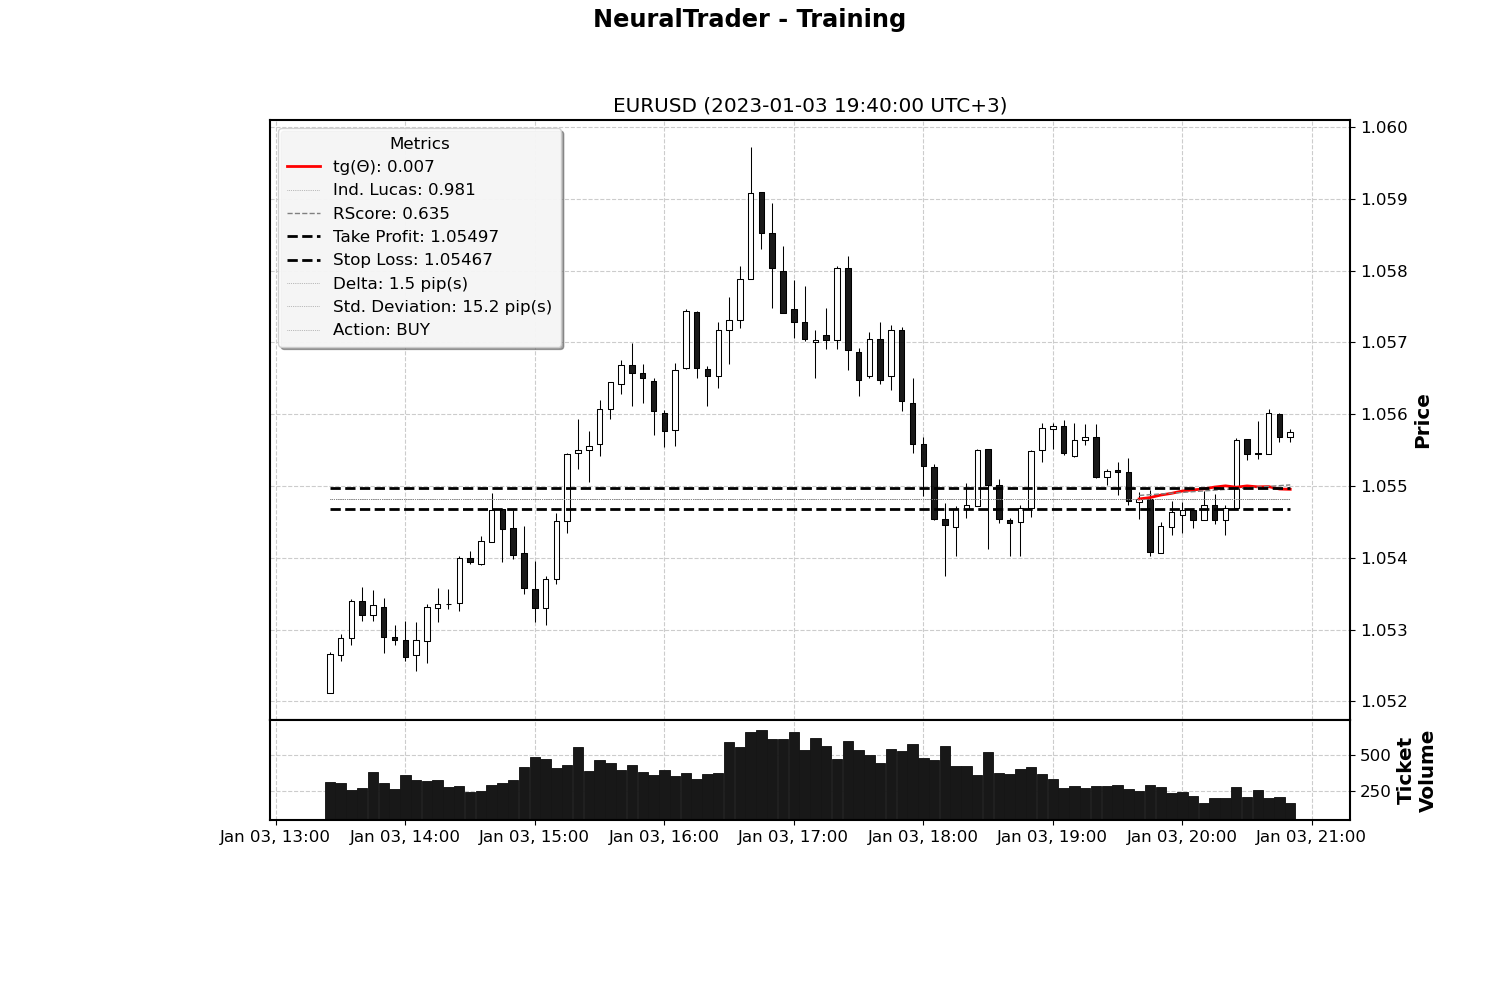 NeuralTrader - Training
EURUSD (2023-01-03 19:40:00 UTC+3)
Metrics
tg(Θ): 0.007
Ind. Lucas: 0.981
RScore: 0.635
Take Profit: 1.05497
Stop Loss: 1.05467
Delta: 1.5 pip(s)
Std. Deviation: 15.2 pip(s)
Action: BUY
1.060
1.059
1.058
1.057
1.056
1.055
1.054
1.053
1.052
Price
500
250
Ticket
Volume
Jan 03, 13:00 Jan 03, 14:00 Jan 03, 15:00 Jan 03, 16:00 Jan 03, 17:00 Jan 03, 18:00 Jan 03, 19:00 Jan 03, 20:00 Jan 03, 21:00